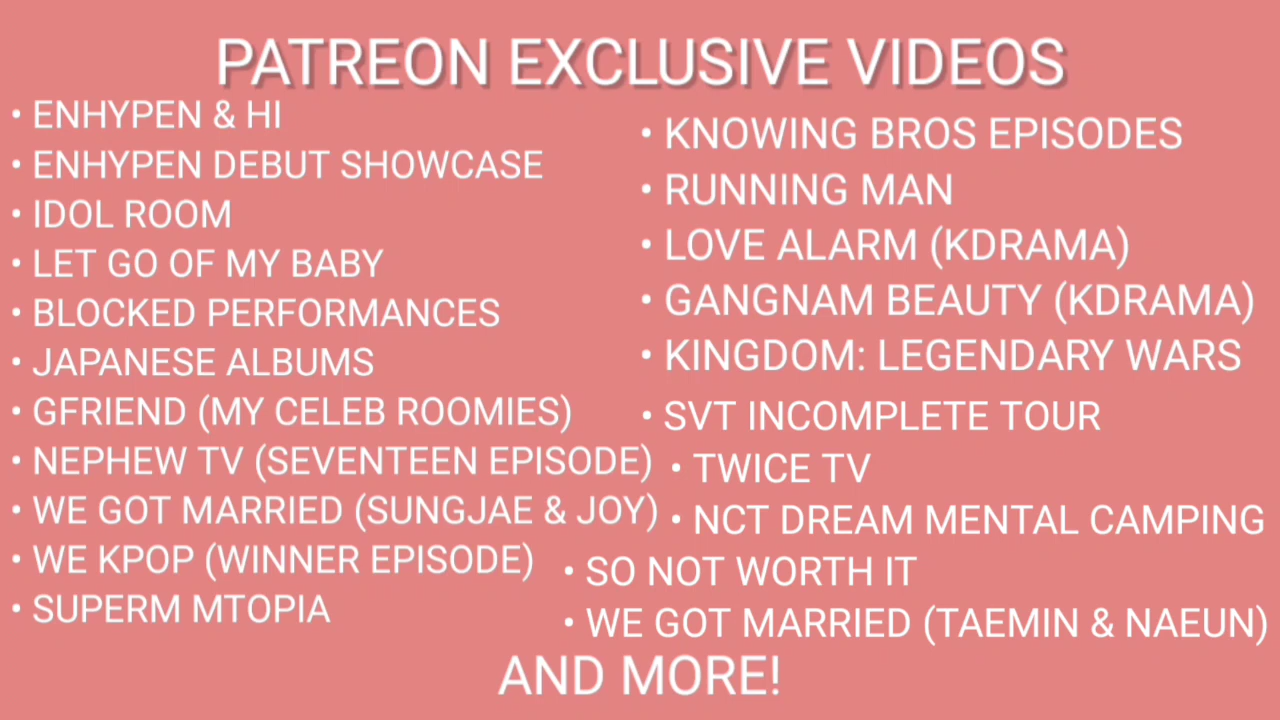 PATREON EXCLUSIVE VIDEOS
• ENHYPEN & HI
• ENHYPEN DEBUT SHOWCASE
• IDOL ROOM
• LET GO OF MY BABY
• BLOCKED PERFORMANCES
• JAPANESE ALBUMS
• GFRIEND (MY CELEB ROOMIES)
• NEPHEW TV (SEVENTEEN EPISODE)
• WE GOT MARRIED (SUNGJAE & JOY)
• WE KPOP (WINNER EPISODE)
• SUPERM MTOPIA
• KNOWING BROS EPISODES
• RUNNING MAN
• LOVE ALARM (KDRAMA)
• GANGNAM BEAUTY (KDRAMA)
• KINGDOM: LEGENDARY WARS
• SVT INCOMPLETE TOUR
• TWICE TV
• NCT DREAM MENTAL CAMPING
• SO NOT WORTH IT
• WE GOT MARRIED (TAEMIN & NAEUN)
AND MORE!